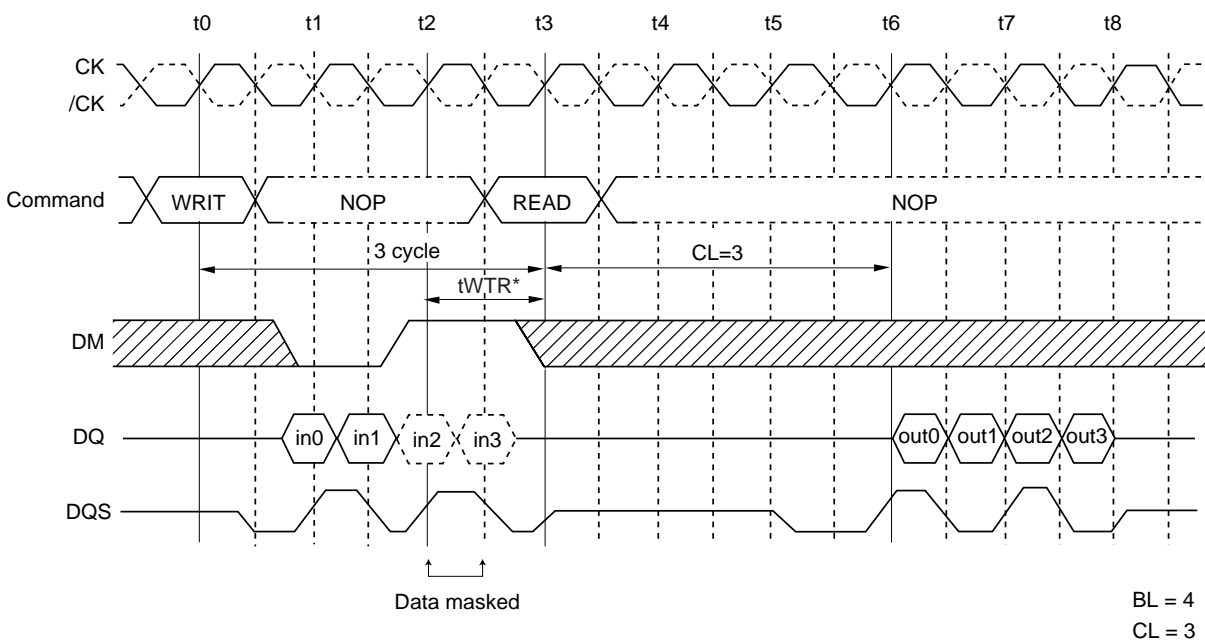 t0 t1 t2 t3 t4 t5 t6 t7 t8
CK
/CK
Command WRIT NOP READ NOP
3 cycle CL=3
tWTR*
DM
DQ in0 in1 in2 in3 out0 out1 out2 out3
DQS
Data masked
BL = 4
CL = 3